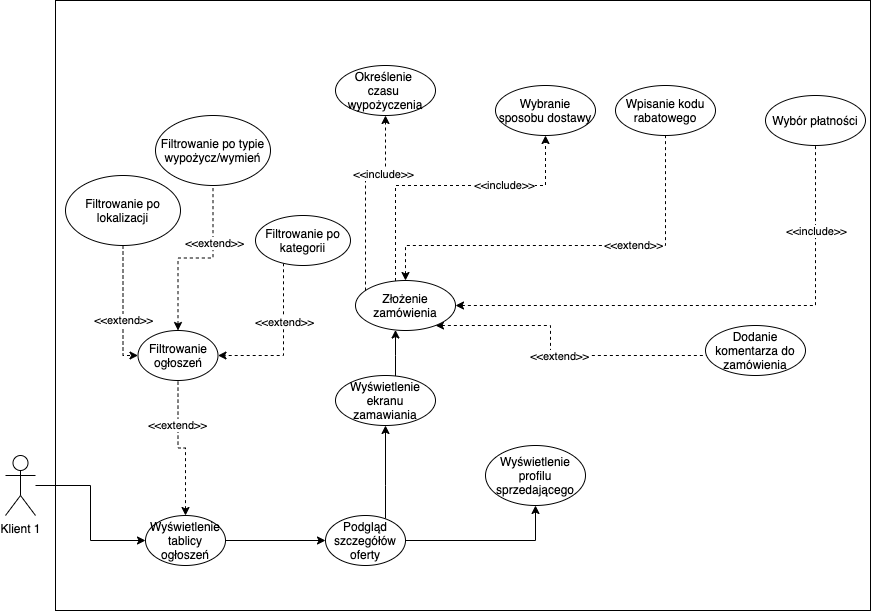 Określenie
czasu
wypożyczenia
Wybranie
sposobu dostawy
Wpisanie kodu
rabatowego
Wybór płatności
Filtrowanie po typie
wypożycz/wymień
<<include>>
<<include>>
Filtrowanie po
lokalizacji
Filtrowanie po
kategorii
<<extend>>
<<extend>>
<<include>>
Złożenie
zamówienia
<<extend>>
<<extend>>
Filtrowanie
ogłoszeń
<<extend>>
Dodanie
komentarza do
zamówienia
Wyświetlenie
ekranu
zamawiania
<<extend>>
Wyświetlenie
profilu
sprzedającego
Klient 1
Wyświetlenie
tablicy
ogłoszeń
Podgląd
szczegółów
oferty